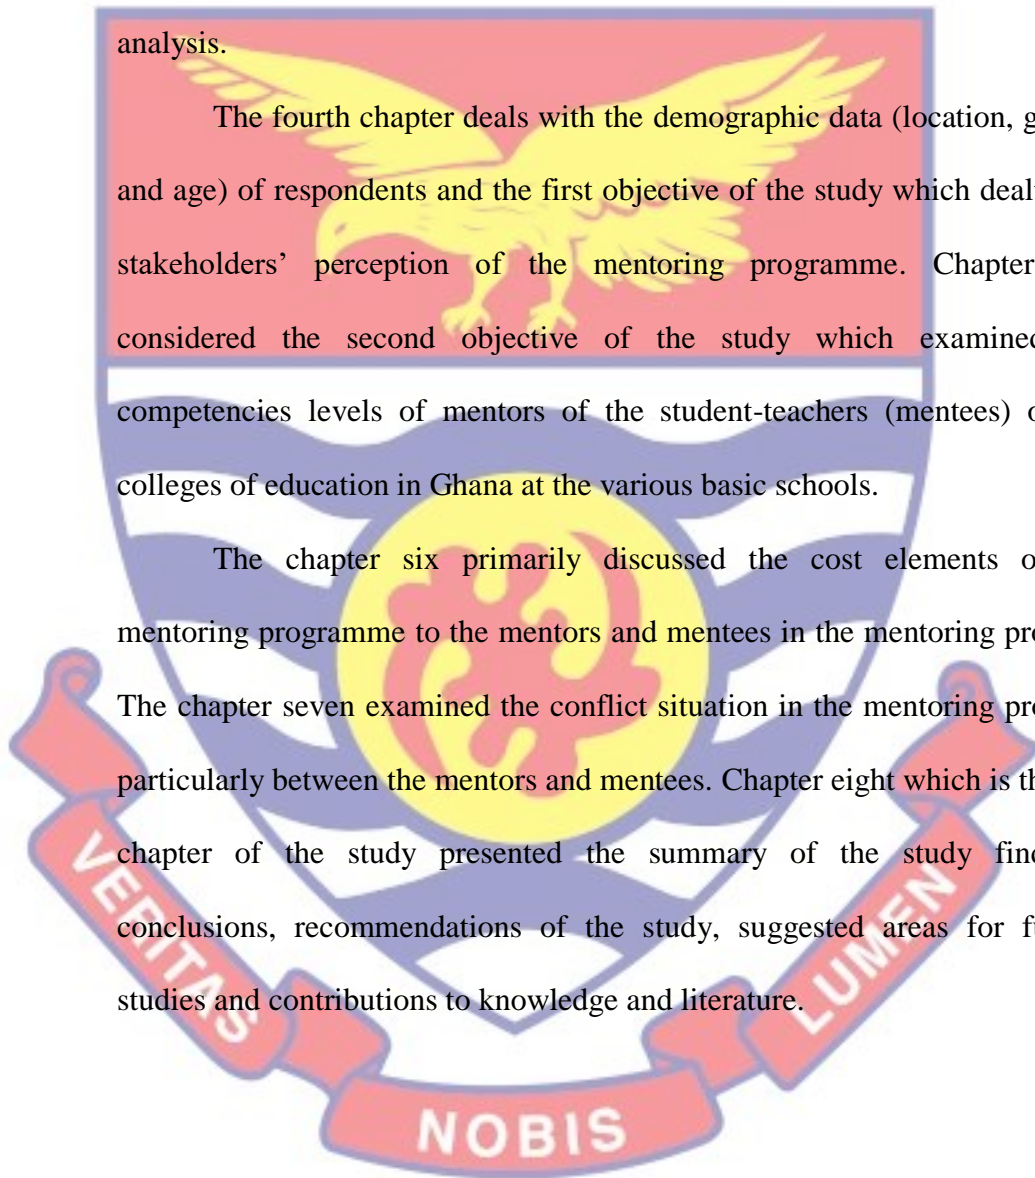 analysis.
The fourth chapter deals with the demographic data (location, g
and age) of respondents and the first objective of the study which deal
stakeholders’ perception of the mentoring programme. Chapter
considered the second objective of the study which examined
competencies levels of mentors of the student-teachers (mentees) o
colleges of education in Ghana at the various basic schools.
The chapter six primarily discussed the cost elements o
mentoring programme to the mentors and mentees in the mentoring pro
The chapter seven examined the conflict situation in the mentoring pro
particularly between the mentors and mentees. Chapter eight which is th
chapter of the study presented the summary of the study find
conclusions, recommendations of the study, suggested areas for fu
studies and contributions to knowledge and literature.
VERITAS
NOBIS
LUMEN